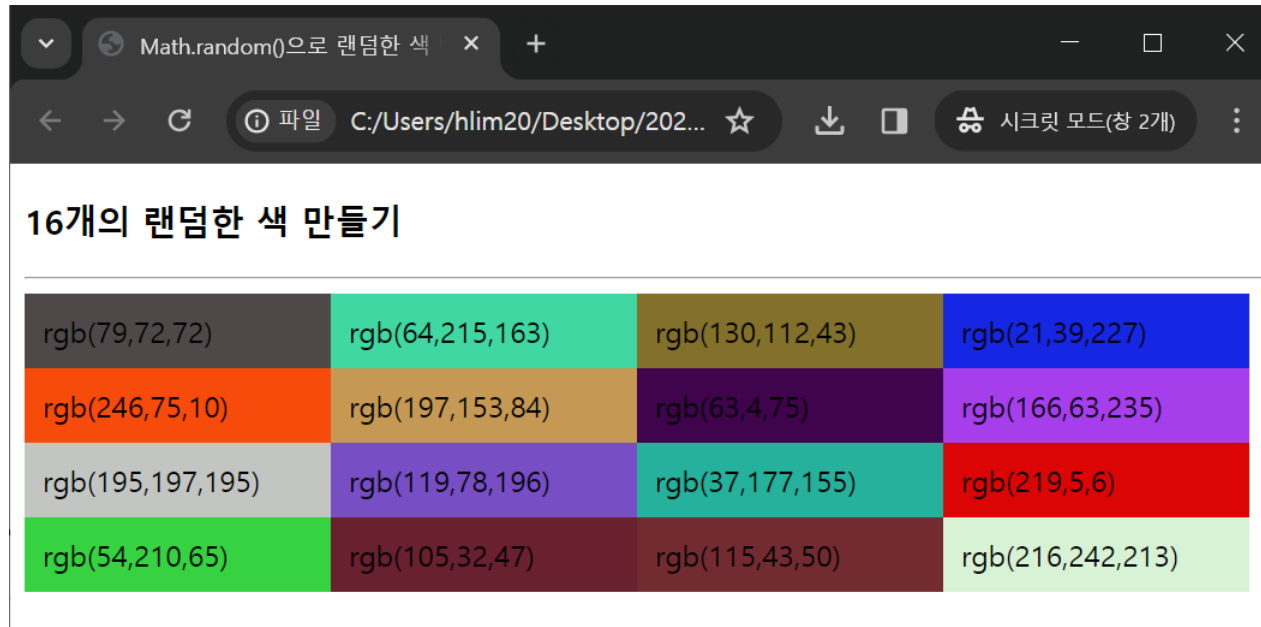 Math.random()으로 랜덤한 색
파일 C:/Users/hlim20/Desktop/202... 시크릿 모드(창 2개)
16개의 랜덤한 색 만들기
rgb(79,72,72) rgb(64,215,163) rgb(130,112,43) rgb(21,39,227)
rgb(246,75,10) rgb(197,153,84) rgb(63,4,75) rgb(166,63,235)
rgb(195,197,195) rgb(119,78,196) rgb(37,177,155) rgb(219,5,6)
rgb(54,210,65) rgb(105,32,47) rgb(115,43,50) rgb(216,242,213)